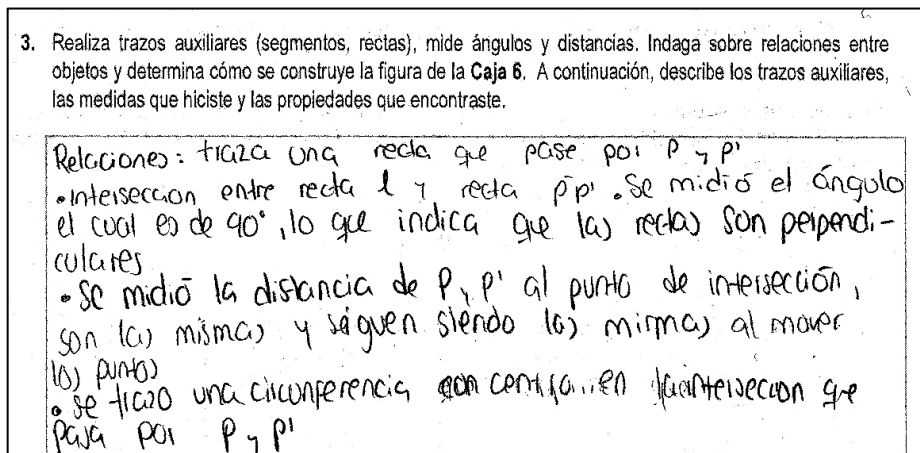 3. Realiza trazos auxiliares (segmentos, rectas), mide ángulos y distancias. Indaga sobre relaciones entre
objetos y determina cómo se construye la figura de la Caja 6. A continuación, describe los trazos auxiliares,
las medidas que hiciste y las propiedades que encontraste.
Relaciones: traza una recta que pase por P y P'
•Intersección entre recta l y recta pp' . Se midió el ángulo
el cual es de 90°, lo que indica que las rectas son perpendi-
culares
• Se midió la distancia de P y P' al punto de intersección,
son las mismas y siguen siendo las mismas al mover
los puntos
• se trazo una circunferencia con centro en la intersección que
pasa por P y P'